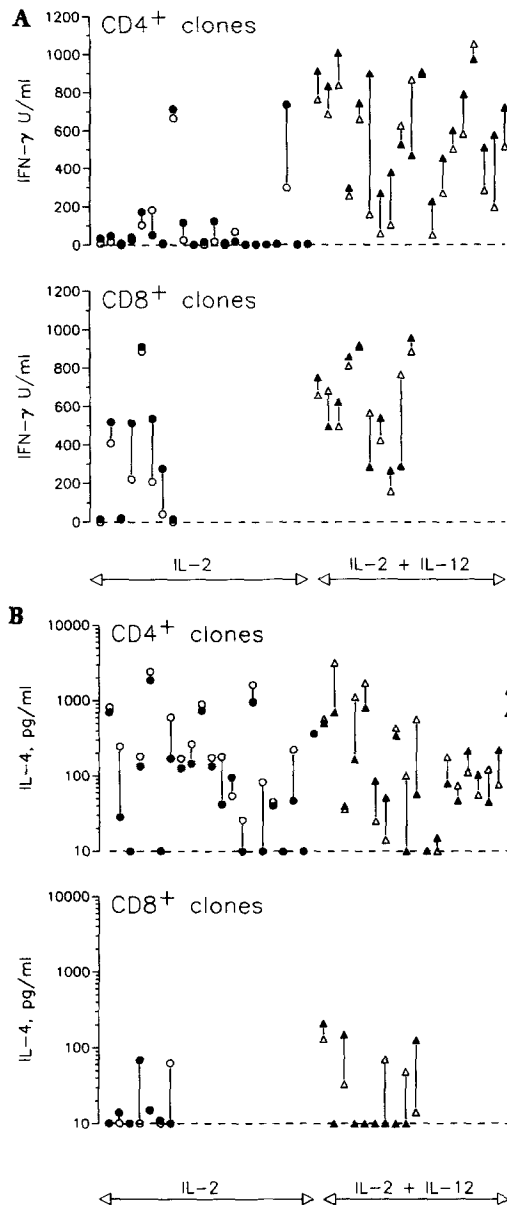 A
CD4+ clones
IFN-γ U/ml
1200
1000
800
600
400
200
0
CD8+ clones
IFN-γ U/ml
1200
1000
800
600
400
200
0
IL-2
IL-2 + IL-12
B
CD4+ clones
IL-4, pg/ml
10000
1000
100
10
CD8+ clones
IL-4, pg/ml
10000
1000
100
10
IL-2
IL-2 + IL-12